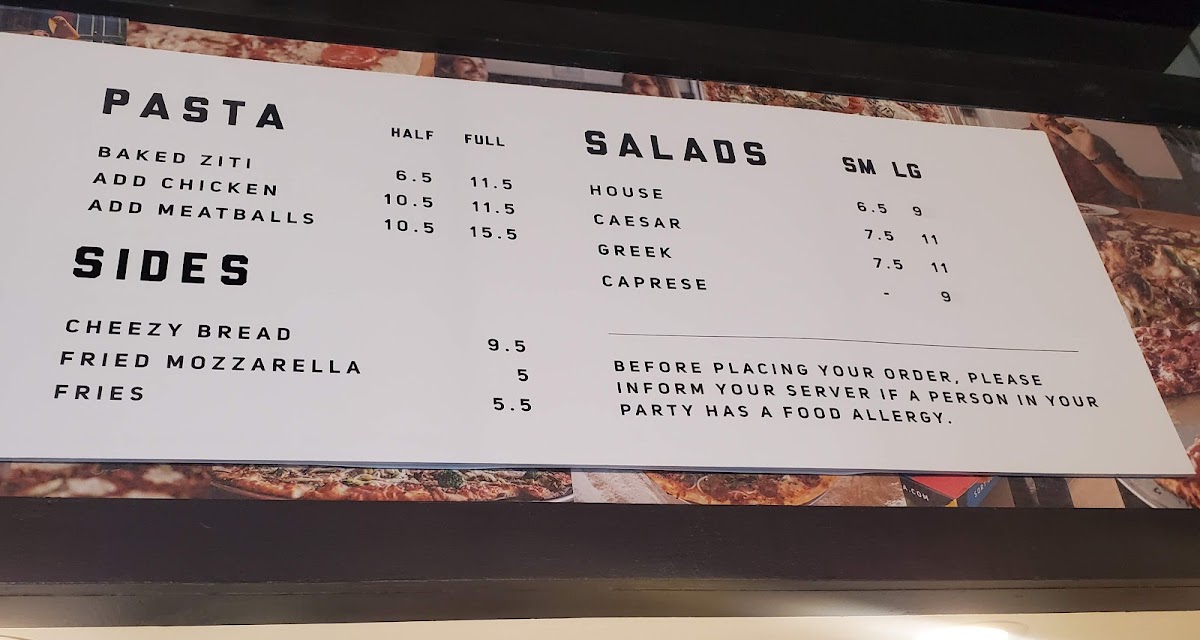 PASTA
HALF FULL
BAKED ZITI 6.5 11.5
ADD CHICKEN 10.5 11.5
ADD MEATBALLS 10.5 15.5
SIDES
CHEEZY BREAD 9.5
FRIED MOZZARELLA 5
FRIES 5.5
SALADS
SM LG
HOUSE 6.5 9
CAESAR 7.5 11
GREEK 7.5 11
CAPRESE - 9
BEFORE PLACING YOUR ORDER, PLEASE
INFORM YOUR SERVER IF A PERSON IN YOUR
PARTY HAS A FOOD ALLERGY.
A.COM